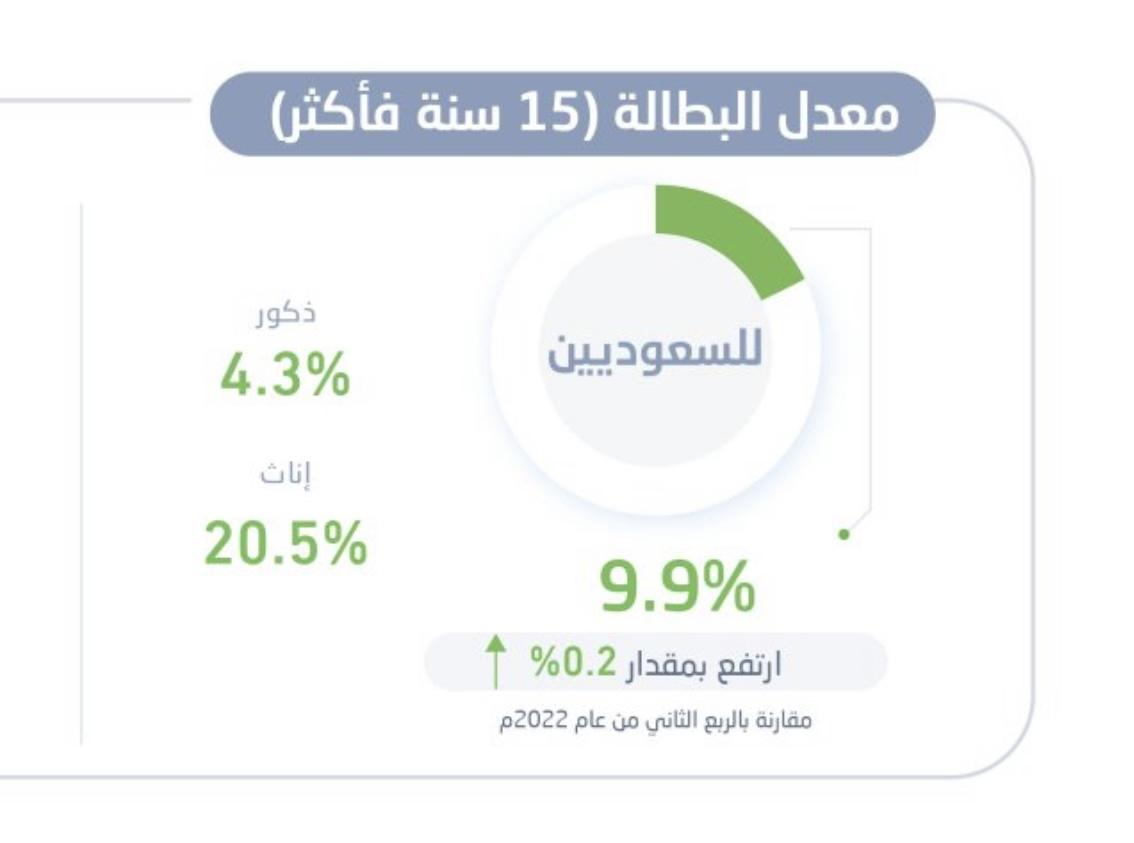 معدل البطالة (15 سنة فأكثر)
للسعوديين
9.9%
ارتفع بمقدار 0.2%
مقارنة بالربع الثاني من عام 2022م
ذكور
4.3%
إناث
20.5%